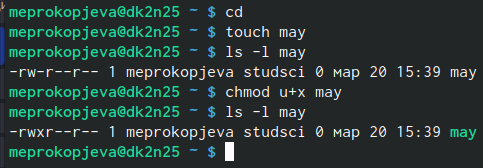 meprokopjeva@dk2n25 ~ $ cd
meprokopjeva@dk2n25 ~ $ touch may
meprokopjeva@dk2n25 ~ $ ls -l may
-rw-r--r-- 1 meprokopjeva studsci 0 мар 20 15:39 may
meprokopjeva@dk2n25 ~ $ chmod u+x may
meprokopjeva@dk2n25 ~ $ ls -l may
-rwxr--r-- 1 meprokopjeva studsci 0 мар 20 15:39 may
meprokopjeva@dk2n25 ~ $